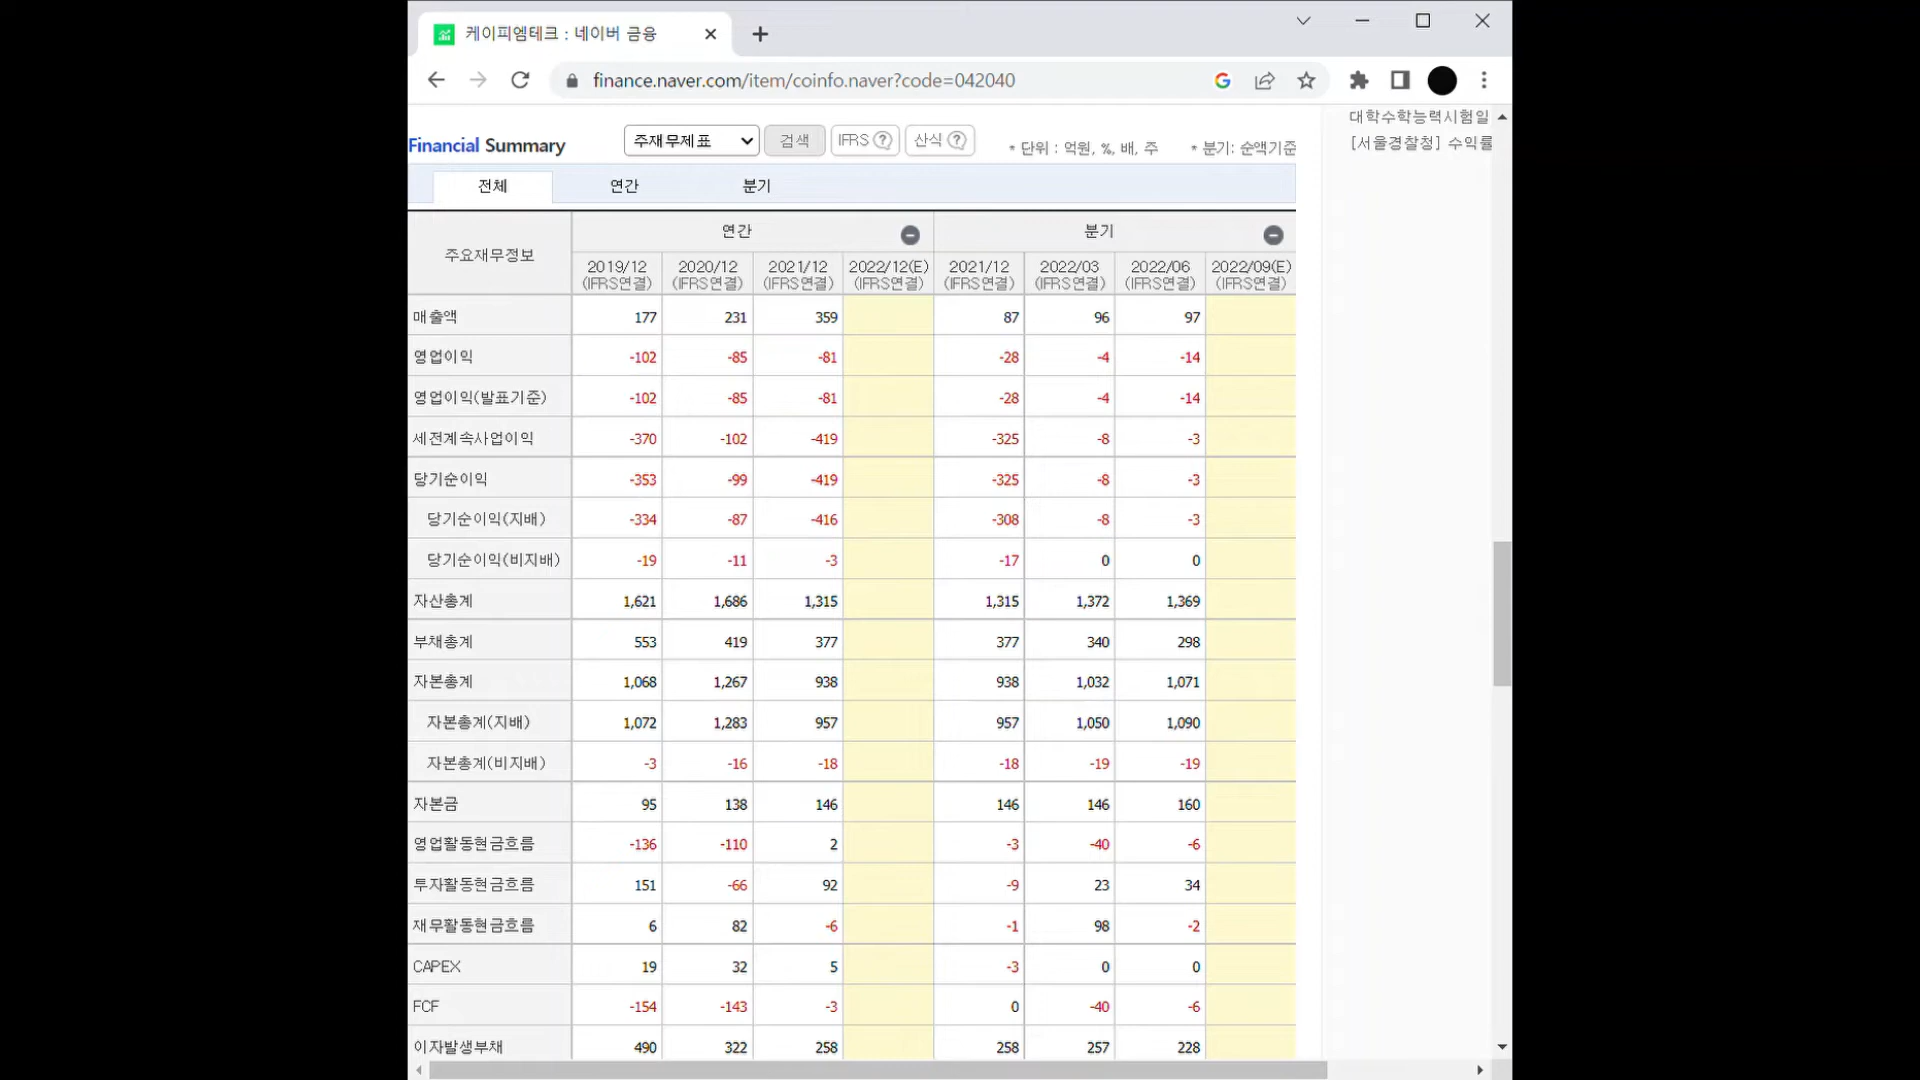 케이피엠테크 : 네이버 금융
finance.naver.com/item/coinfo.naver?code=042040
대학수학능력시험일
[서울경찰청] 수익률
Financial Summary 주재무제표 검색 IFRS ? 산식 ? * 단위 : 억원, %, 배, 주 * 분기: 순액기준
전체 연간 분기
주요재무정보 연간 분기
2019/12 2020/12 2021/12 2022/12(E) 2021/12 2022/03 2022/06 2022/09(E)
(IFRS연결) (IFRS연결) (IFRS연결) (IFRS연결) (IFRS연결) (IFRS연결) (IFRS연결) (IFRS연결)
매출액 177 231 359 87 96 97
영업이익 -102 -85 -81 -28 -4 -14
영업이익(발표기준) -102 -85 -81 -28 -4 -14
세전계속사업이익 -370 -102 -419 -325 -8 -3
당기순이익 -353 -99 -419 -325 -8 -3
당기순이익(지배) -334 -87 -416 -308 -8 -3
당기순이익(비지배) -19 -11 -3 -17 0 0
자산총계 1,621 1,686 1,315 1,315 1,372 1,369
부채총계 553 419 377 377 340 298
자본총계 1,068 1,267 938 938 1,032 1,071
자본총계(지배) 1,072 1,283 957 957 1,050 1,090
자본총계(비지배) -3 -16 -18 -18 -19 -19
자본금 95 138 146 146 146 160
영업활동현금흐름 -136 -110 2 -3 -40 -6
투자활동현금흐름 151 -66 92 -9 23 34
재무활동현금흐름 6 82 -6 -1 98 -2
CAPEX 19 32 5 -3 0 0
FCF -154 -143 -3 0 -40 -6
이자발생부채 490 322 258 258 257 228